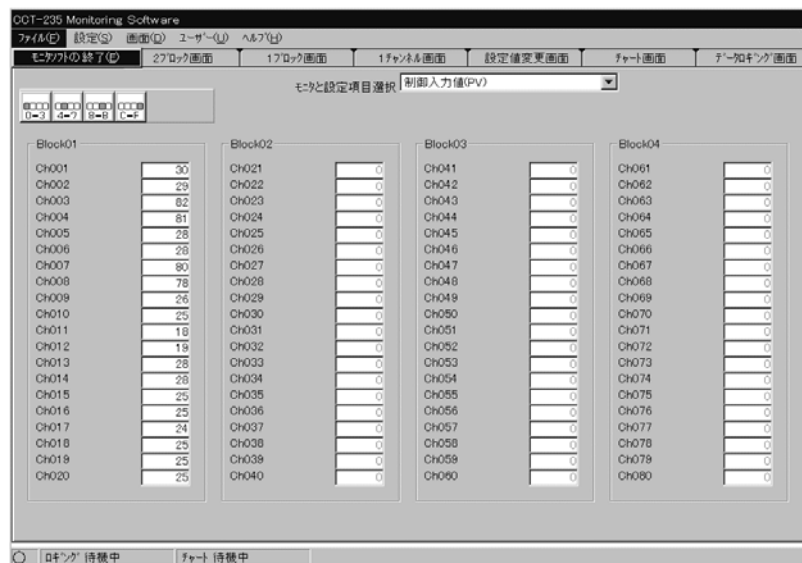 CCT-235 Monitoring Software
ファイル(F) 設定(S) 画面(D) ユーザー(U) ヘルプ(H)
モニタソフトの終了(E) 2ブロック画面 1ブロック画面 1チャンネル画面 設定値変更画面 チャート画面 データロギング画面
モニタと設定項目選択 制御入力値(PV)
0-3 4-7 8-B C-F
Block01 Block02 Block03 Block04
Ch001 30 Ch021 0 Ch041 0 Ch061 0
Ch002 29 Ch022 0 Ch042 0 Ch062 0
Ch003 82 Ch023 0 Ch043 0 Ch063 0
Ch004 81 Ch024 0 Ch044 0 Ch064 0
Ch005 28 Ch025 0 Ch045 0 Ch065 0
Ch006 28 Ch026 0 Ch046 0 Ch066 0
Ch007 80 Ch027 0 Ch047 0 Ch067 0
Ch008 78 Ch028 0 Ch048 0 Ch068 0
Ch009 26 Ch029 0 Ch049 0 Ch069 0
Ch010 25 Ch030 0 Ch050 0 Ch070 0
Ch011 18 Ch031 0 Ch051 0 Ch071 0
Ch012 19 Ch032 0 Ch052 0 Ch072 0
Ch013 28 Ch033 0 Ch053 0 Ch073 0
Ch014 28 Ch034 0 Ch054 0 Ch074 0
Ch015 25 Ch035 0 Ch055 0 Ch075 0
Ch016 25 Ch036 0 Ch056 0 Ch076 0
Ch017 24 Ch037 0 Ch057 0 Ch077 0
Ch018 25 Ch038 0 Ch058 0 Ch078 0
Ch019 25 Ch039 0 Ch059 0 Ch079 0
Ch020 25 Ch040 0 Ch060 0 Ch080 0
ロギング 待機中 チャート 待機中